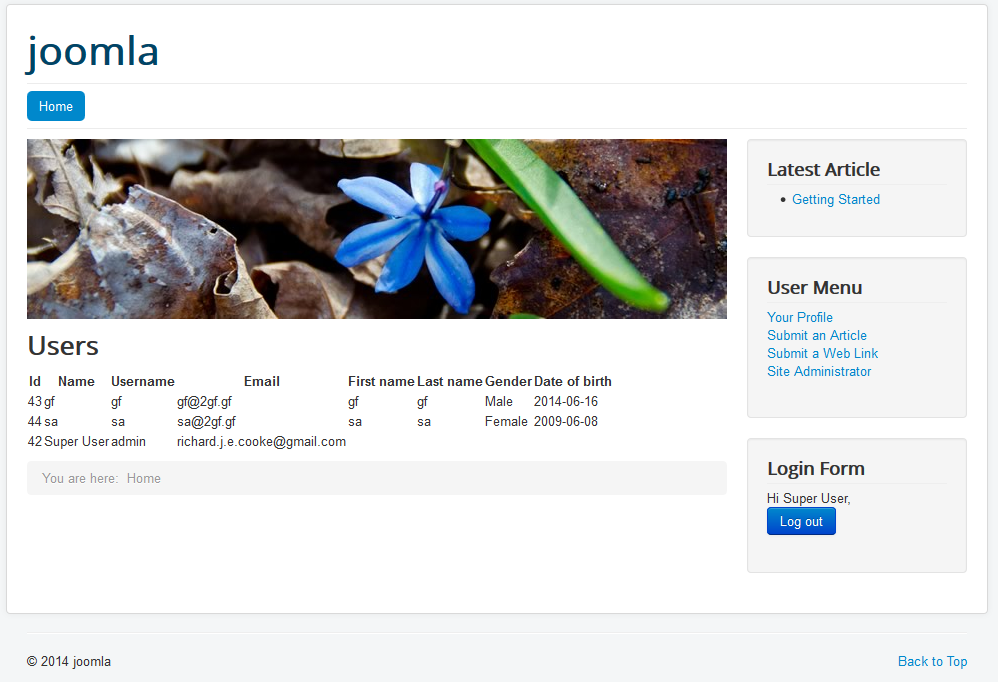 joomla
Home
Users
Id Name Username Email First name Last name Gender Date of birth
43 gf gf gf@2gf.gf gf gf Male 2014-06-16
44 sa sa sa@2gf.gf sa sa Female 2009-06-08
42 Super User admin richard.j.e.cooke@gmail.com
You are here: Home
Latest Article
Getting Started
User Menu
Your Profile
Submit an Article
Submit a Web Link
Site Administrator
Login Form
Hi Super User,
Log out
© 2014 joomla
Back to Top